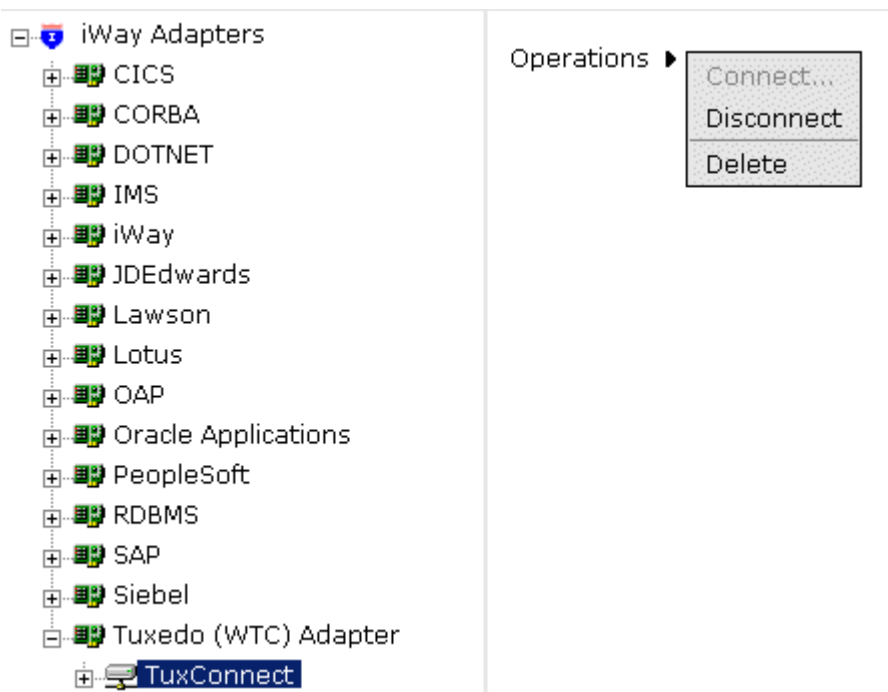 iWay Adapters
CICS
CORBA
DOTNET
IMS
iWay
JDEdwards
Lawson
Lotus
OAP
Oracle Applications
PeopleSoft
RDBMS
SAP
Siebel
Tuxedo (WTC) Adapter
TuxConnect
Operations
Connect...
Disconnect
Delete